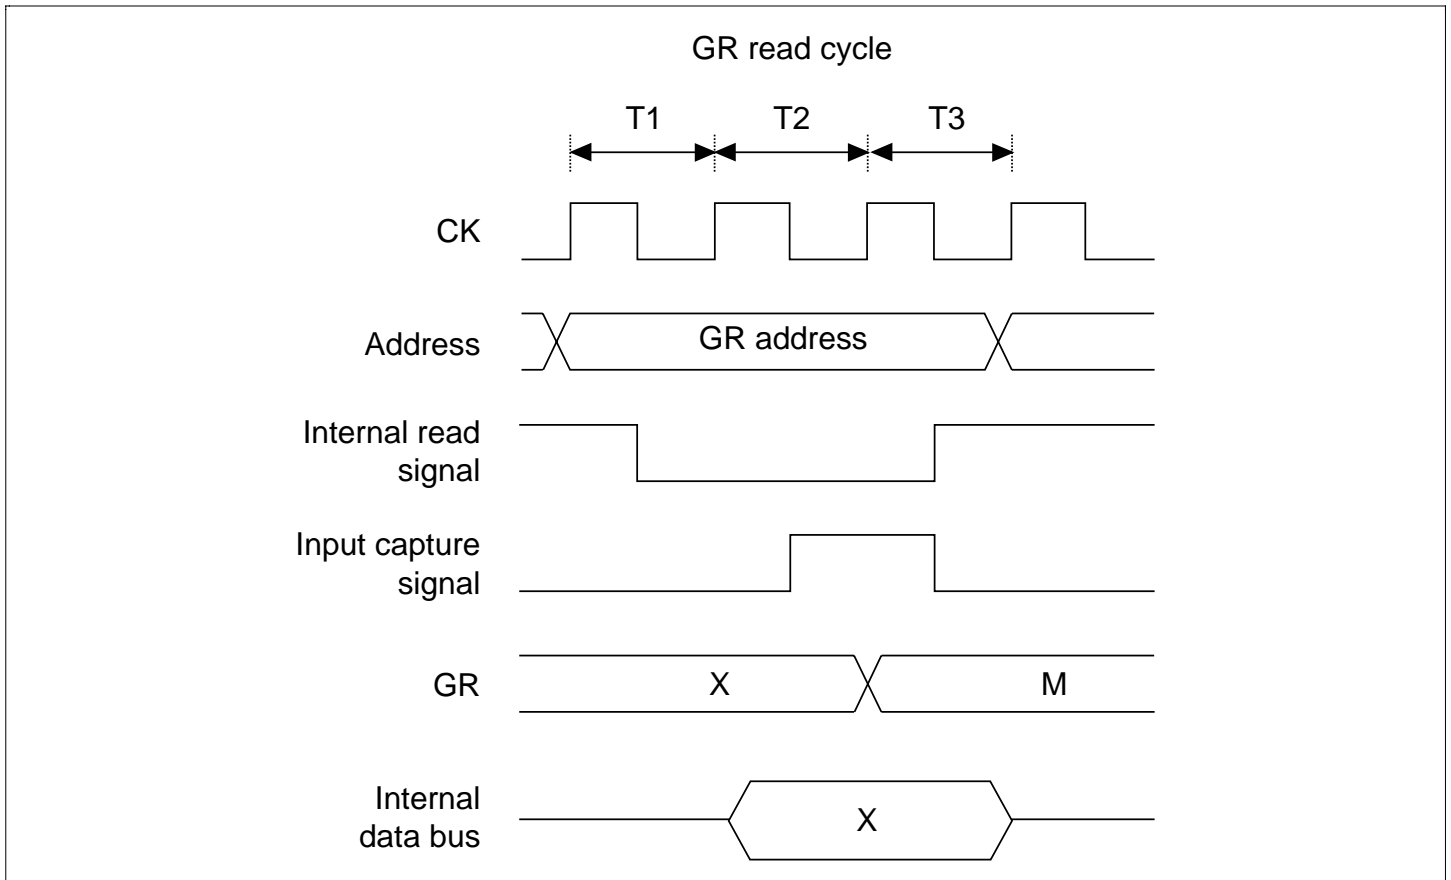 GR read cycle
T1 T2 T3
CK
Address
GR address
Internal read
signal
Input capture
signal
GR
X
M
Internal
data bus
X